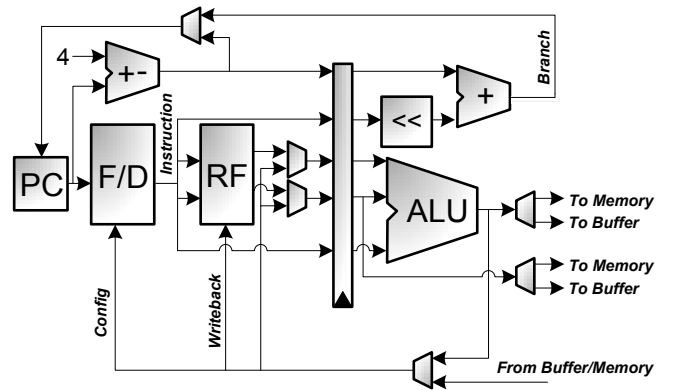 4
+-
Branch
+
Instruction
<<
PC
F/D
RF
ALU
To Memory
To Buffer
To Memory
To Buffer
Config
Writeback
From Buffer/Memory